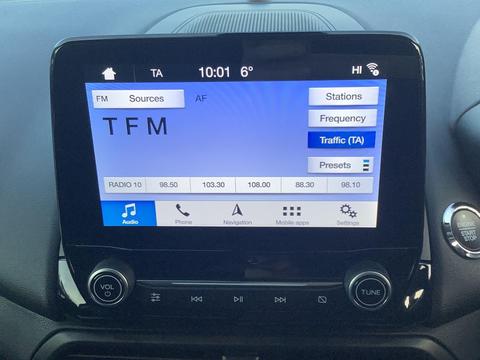 TA 10:01 6° HI
FM Sources AF Stations
TFM
Frequency
Traffic (TA)
Presets
RADIO 10 98.50 103.30 108.00 88.30 98.10
Audio Phone Navigation Mobile apps Settings
VOL TUNE
ENGINE
START
STOP